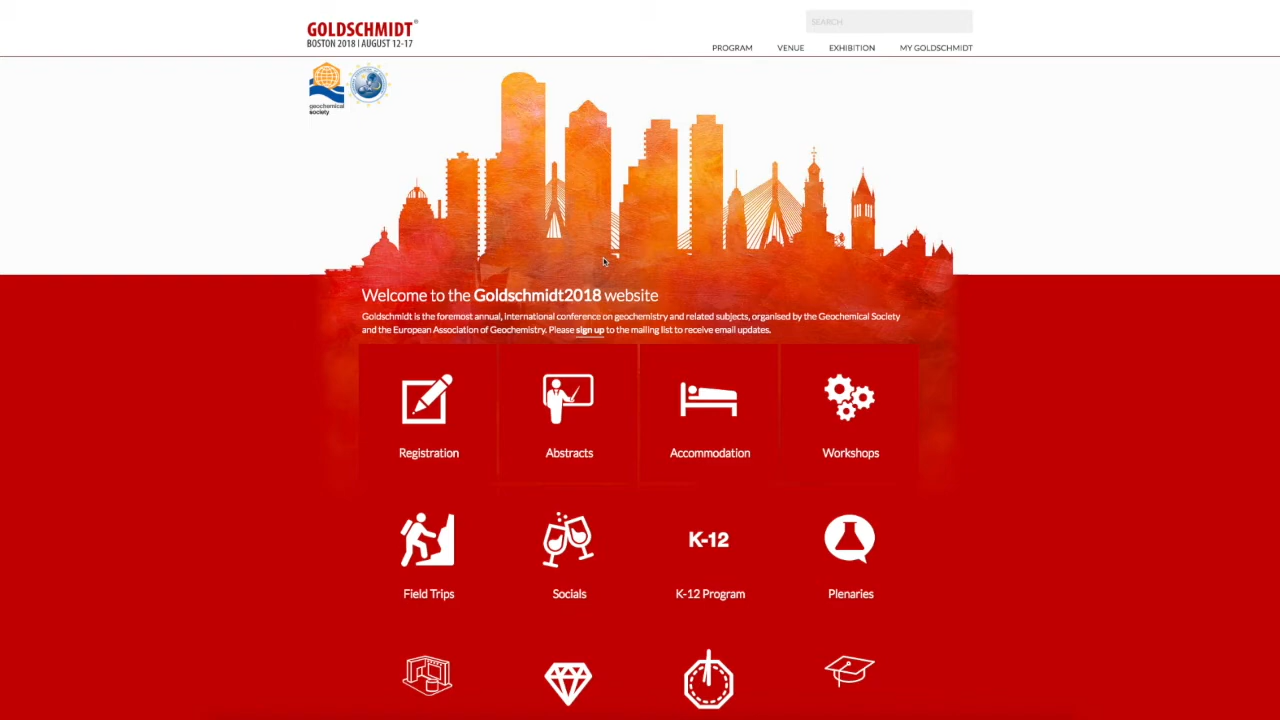 GOLDSCHMIDT®
BOSTON 2018 | AUGUST 12-17
SEARCH
PROGRAM VENUE EXHIBITION MY GOLDSCHMIDT
geochemical
society
Welcome to the Goldschmidt2018 website
Goldschmidt is the foremost annual, international conference on geochemistry and related subjects, organised by the Geochemical Society
and the European Association of Geochemistry. Please sign up to the mailing list to receive email updates.
Registration Abstracts Accommodation Workshops
K-12
Field Trips Socials K-12 Program Plenaries